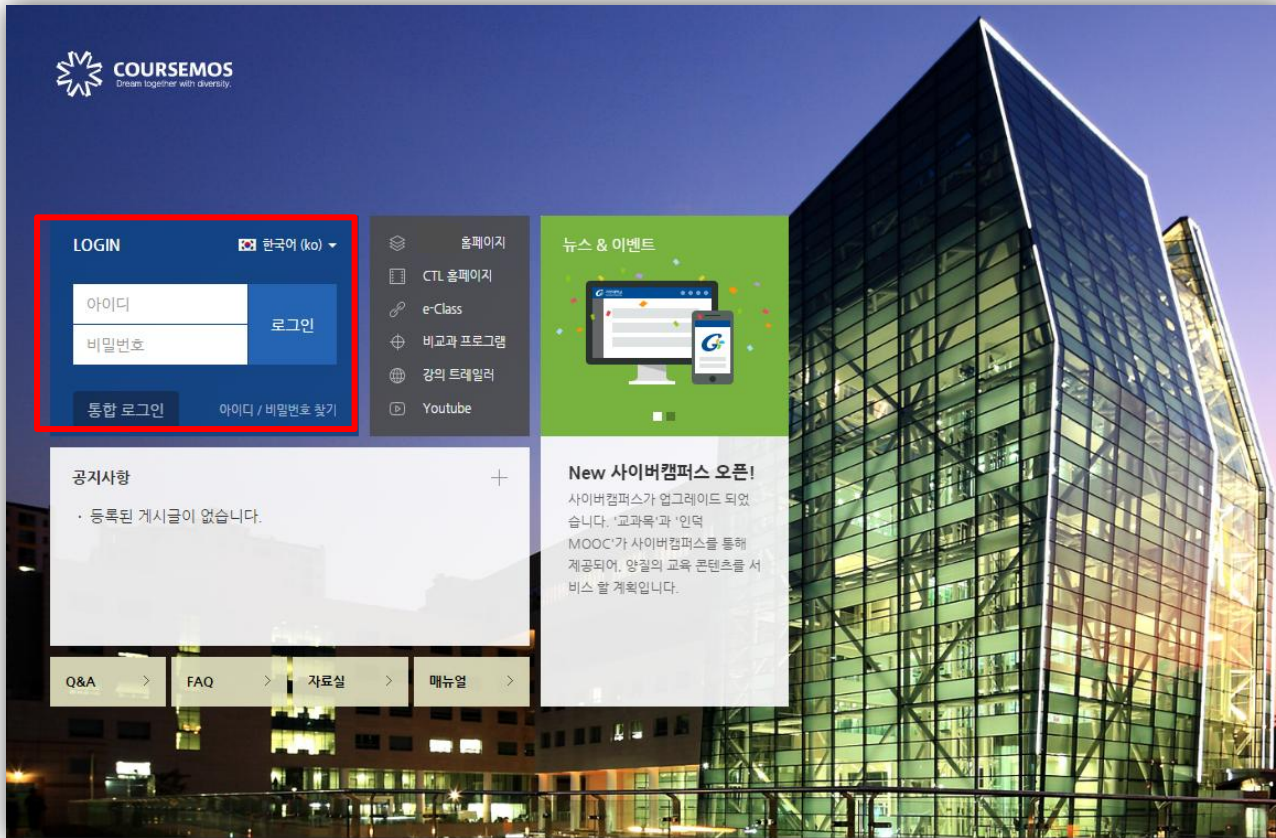 COURSEMOS
Dream together with diversity.
LOGIN
한국어 (ko)
아이디
비밀번호
로그인
통합 로그인
아이디 / 비밀번호 찾기
홈페이지
CTL 홈페이지
e-Class
비교과 프로그램
강의 트레일러
Youtube
뉴스 & 이벤트
공지사항
· 등록된 게시글이 없습니다.
New 사이버캠퍼스 오픈!
사이버캠퍼스가 업그레이드 되었
습니다. '교과목'과 '인덕
MOOC'가 사이버캠퍼스를 통해
제공되어, 양질의 교육 콘텐츠를 서
비스 할 계획입니다.
Q&A
FAQ
자료실
매뉴얼